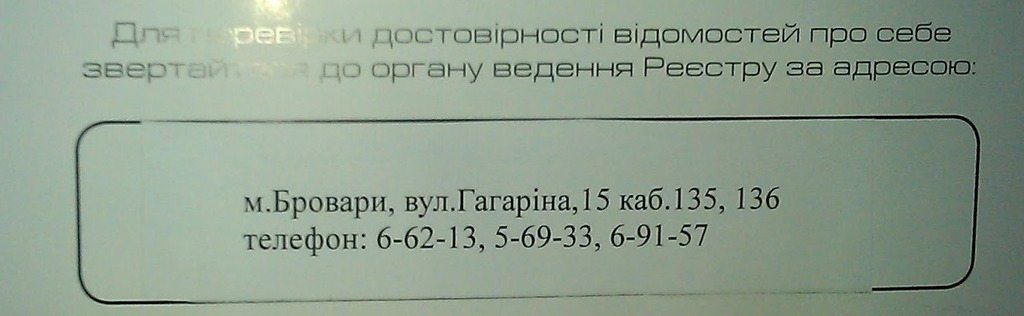 Для перевірки достовірності відомостей про себе
звертайтеся до органу ведення Реєстру за адресою:
м.Бровари, вул.Гагаріна,15 каб.135, 136
телефон: 6-62-13, 5-69-33, 6-91-57